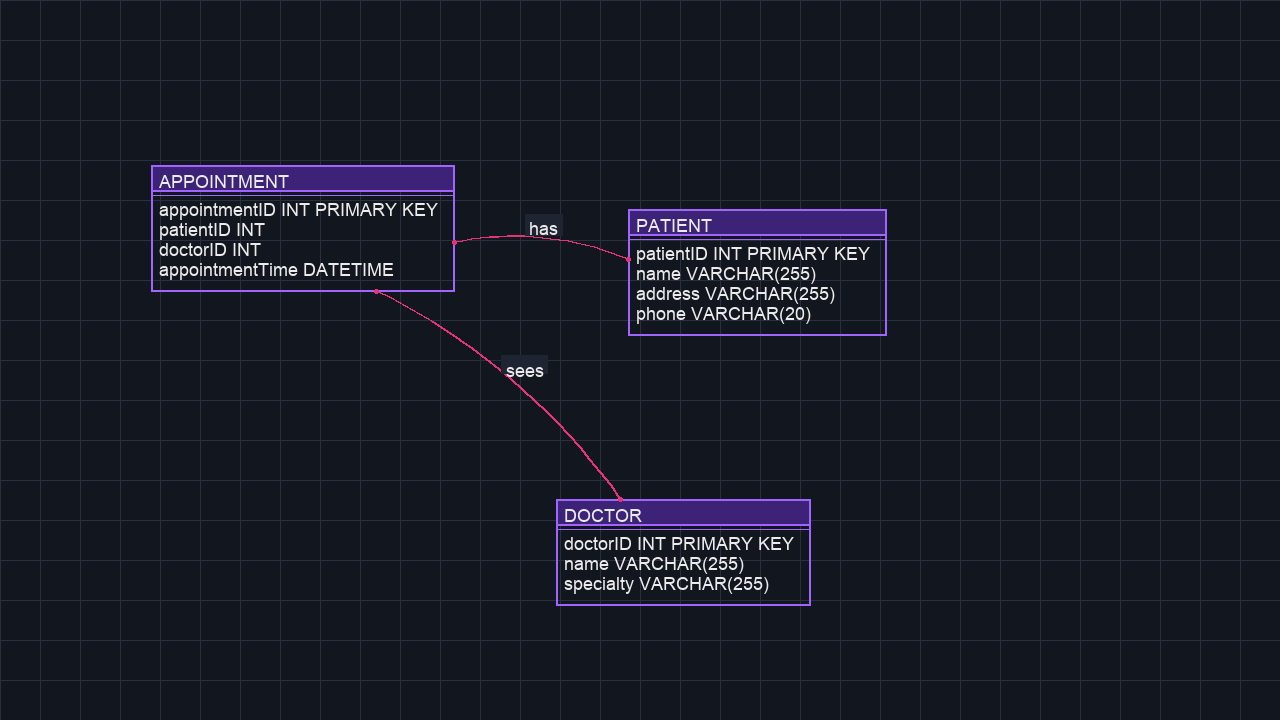 APPOINTMENT
appointmentID INT PRIMARY KEY
patientID INT
doctorID INT
appointmentTime DATETIME
has
PATIENT
patientID INT PRIMARY KEY
name VARCHAR(255)
address VARCHAR(255)
phone VARCHAR(20)
sees
DOCTOR
doctorID INT PRIMARY KEY
name VARCHAR(255)
specialty VARCHAR(255)